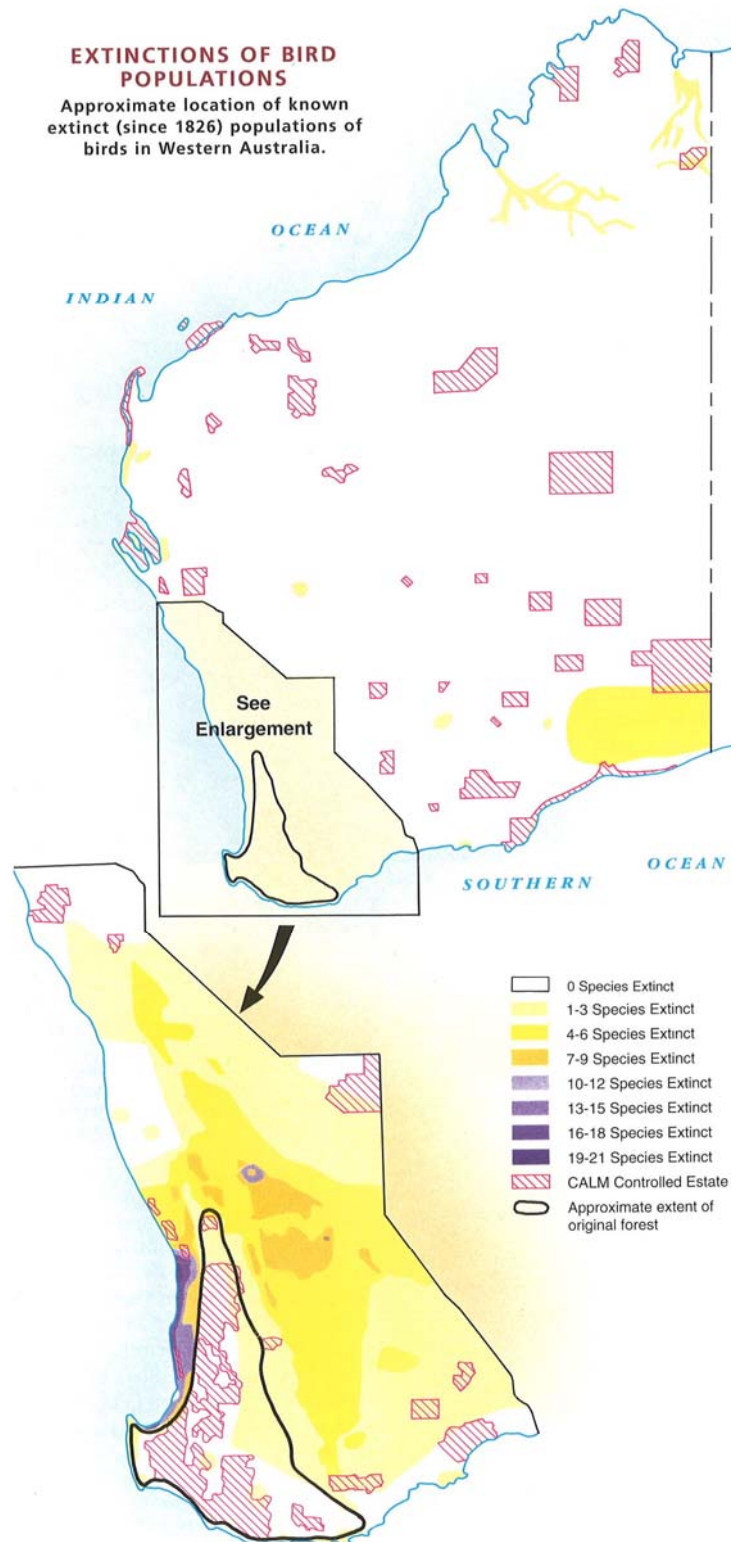 EXTINCTIONS OF BIRD
POPULATIONS
Approximate location of known
extinct (since 1826) populations of
birds in Western Australia.
OCEAN
INDIAN
See
Enlargement
OCEAN
SOUTHERN
0 Species Extinct
1-3 Species Extinct
4-6 Species Extinct
7-9 Species Extinct
10-12 Species Extinct
13-15 Species Extinct
16-18 Species Extinct
19-21 Species Extinct
CALM Controlled Estate
Approximate extent of
original forest